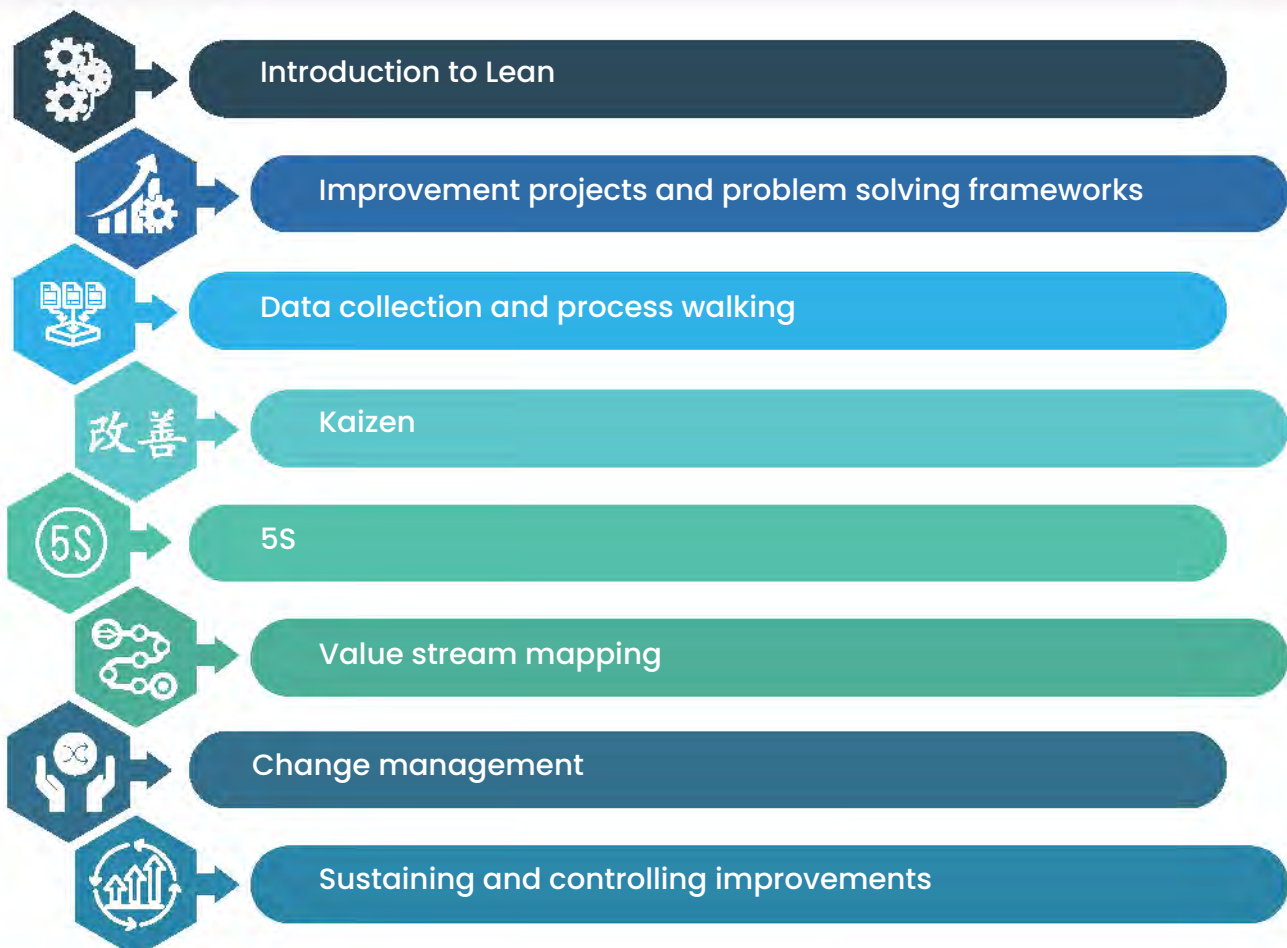 Introduction to Lean
Improvement projects and problem solving frameworks
Data collection and process walking
改善
Kaizen
5S
5S
Value stream mapping
Change management
Sustaining and controlling improvements